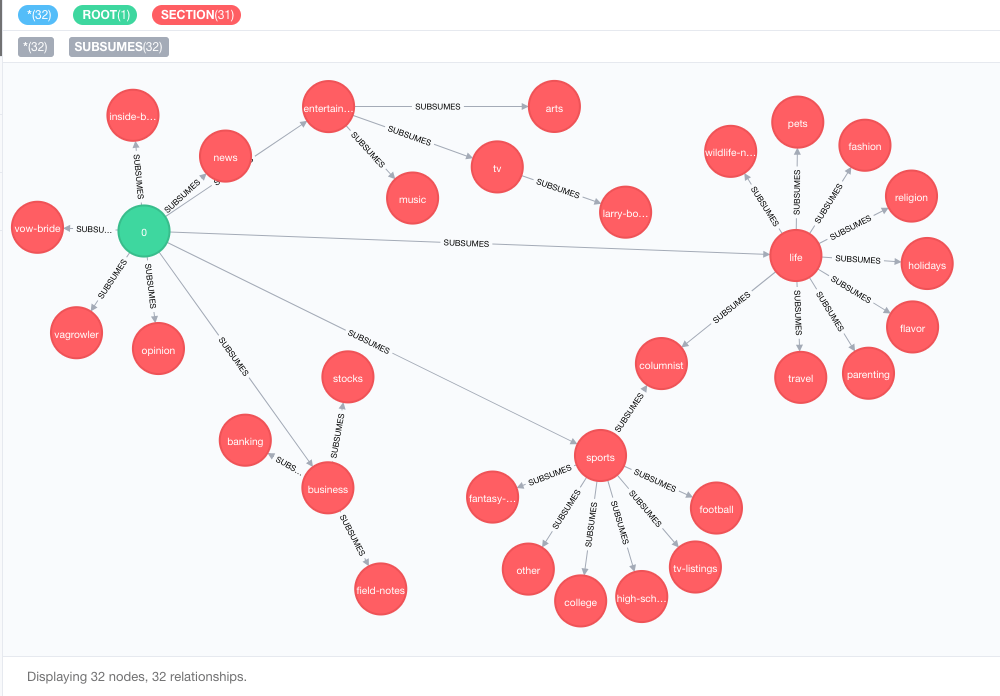 *(32) ROOT(1) SECTION(31)
*(32) SUBSUMES(32)
inside-b...
entertain...
SUBSUMES
arts
pets
news
SUBSUMES
wildlife-n...
fashion
SUBSUMES
SUBSUMES
SUBSUMES
tv
SUBSUMES
music
SUBSUMES
larry-bo...
SUBSUMES
SUBSUMES
SUBSUMES
religion
vow-bride
SUBSU...
0
SUBSUMES
SUBSUMES
life
SUBSUMES
holidays
SUBSUMES
SUBSUMES
SUBSUMES
SUBSUMES
SUBSUMES
SUBSUMES
flavor
vagrowler
opinion
SUBSUMES
SUBSUMES
columnist
travel
parenting
stocks
SUBSUMES
banking
SUBSUMES
SUBS...
sports
business
SUBSUMES
SUBSUMES
fantasy-...
SUBSUMES
SUBSUMES
SUBSUMES
SUBSUMES
football
SUBSUMES
other
tv-listings
field-notes
college
high-sch...
Displaying 32 nodes, 32 relationships.